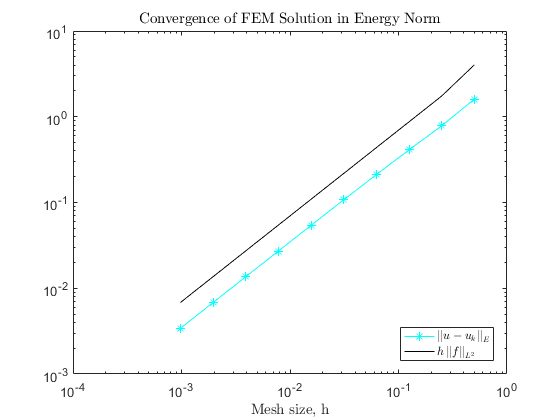 Convergence of FEM Solution in Energy Norm
10^1
10^0
10^-1
10^-2
10^-3
10^-4 10^-3 10^-2 10^-1 10^0
Mesh size, h
||u − u_k||_E
h ||f||_{L^2}